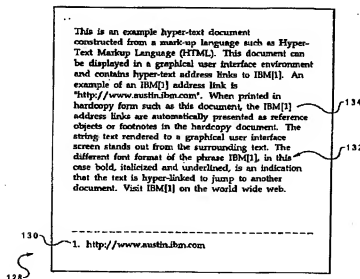 This is an example hyper-text document
constructed from a mark-up language such as Hyper-
Text Markup Language (HTML). This document can
be displayed in a graphical user interface environment
and contains hyper-text address links to IBM[1]. An
example of an IBM[1] address link is
"http://www.austin.ibm.com". When printed in
hardcopy form such as this document, the IBM[1]
134
address links are automatically presented as reference
objects or footnotes in the hardcopy document. The
string text rendered to a graphical user interface
screen stands out from the surrounding text. The
132
different font format of the phrase IBM[1], in this
case bold, italicized and underlined, is an indication
that the text is hyper-linked to jump to another
document. Visit IBM[1] on the world wide web.
130
1. http://www.austin.ibm.com
128